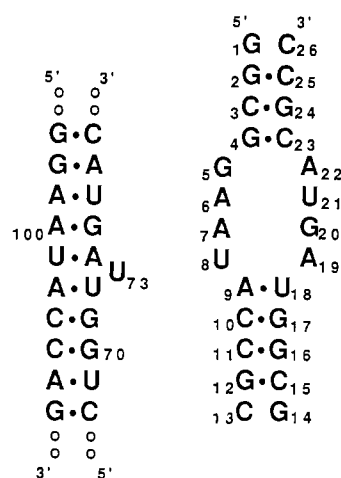 5' 3'
o o
o o
G•C
G•A
A•U
100 A•G
U•A
U73
A•U
C•G
C•G70
A•U
G•C
o o
o o
3' 5'
5' 3'
1G C26
2G•C25
3C•G24
4G•C23
5G A22
6A U21
7A G20
8U A19
9A•U18
10C•G17
11C•G16
12G•C15
13C G14